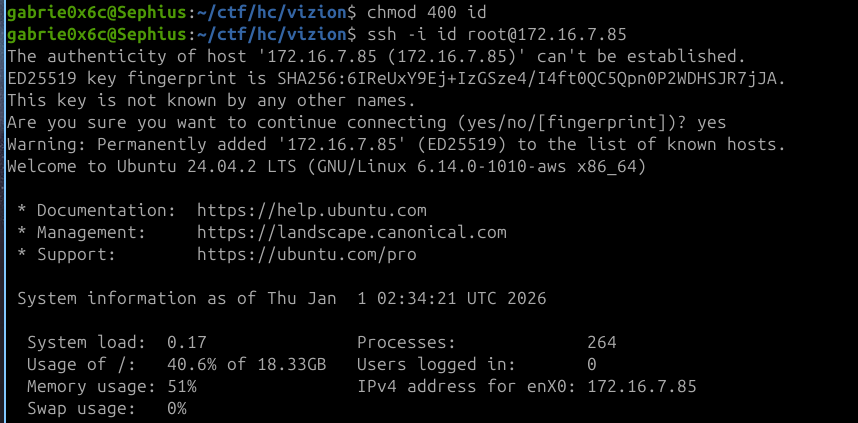 gabrie0x6c@Sephius:~/ctf/hc/vizion$ chmod 400 id
gabrie0x6c@Sephius:~/ctf/hc/vizion$ ssh -i id root@172.16.7.85
The authenticity of host '172.16.7.85 (172.16.7.85)' can't be established.
ED25519 key fingerprint is SHA256:6IReUxY9Ej+IzGSze4/I4ft0QC5Qpn0P2WDHSJR7jJA.
This key is not known by any other names.
Are you sure you want to continue connecting (yes/no/[fingerprint])? yes
Warning: Permanently added '172.16.7.85' (ED25519) to the list of known hosts.
Welcome to Ubuntu 24.04.2 LTS (GNU/Linux 6.14.0-1010-aws x86_64)

 * Documentation:  https://help.ubuntu.com
 * Management:     https://landscape.canonical.com
 * Support:        https://ubuntu.com/pro

 System information as of Thu Jan  1 02:34:21 UTC 2026

  System load:  0.17               Processes:             264
  Usage of /:   40.6% of 18.33GB   Users logged in:       0
  Memory usage: 51%                IPv4 address for enX0: 172.16.7.85
  Swap usage:   0%